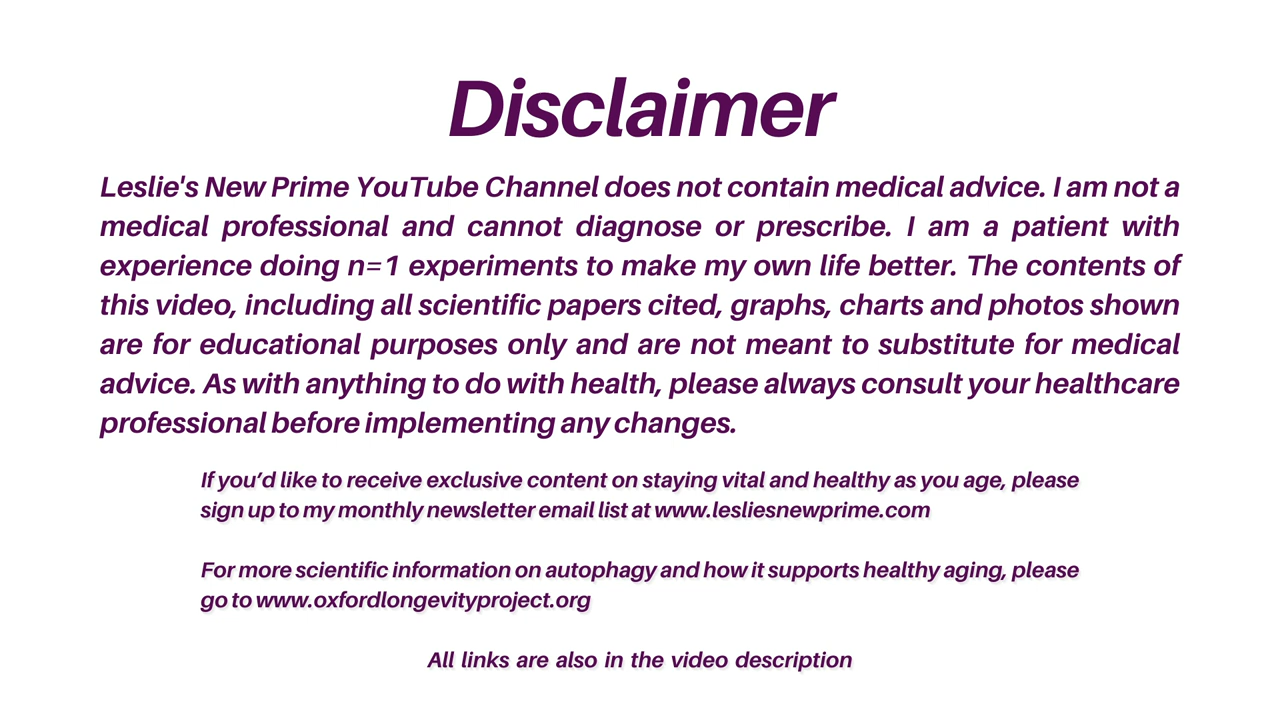 Disclaimer
Leslie's New Prime YouTube Channel does not contain medical advice. I am not a
medical professional and cannot diagnose or prescribe. I am a patient with
experience doing n=1 experiments to make my own life better. The contents of
this video, including all scientific papers cited, graphs, charts and photos shown
are for educational purposes only and are not meant to substitute for medical
advice. As with anything to do with health, please always consult your healthcare
professional before implementing any changes.
If you’d like to receive exclusive content on staying vital and healthy as you age, please
sign up to my monthly newsletter email list at www.lesliesnewprime.com
For more scientific information on autophagy and how it supports healthy aging, please
go to www.oxfordlongevityproject.org
All links are also in the video description